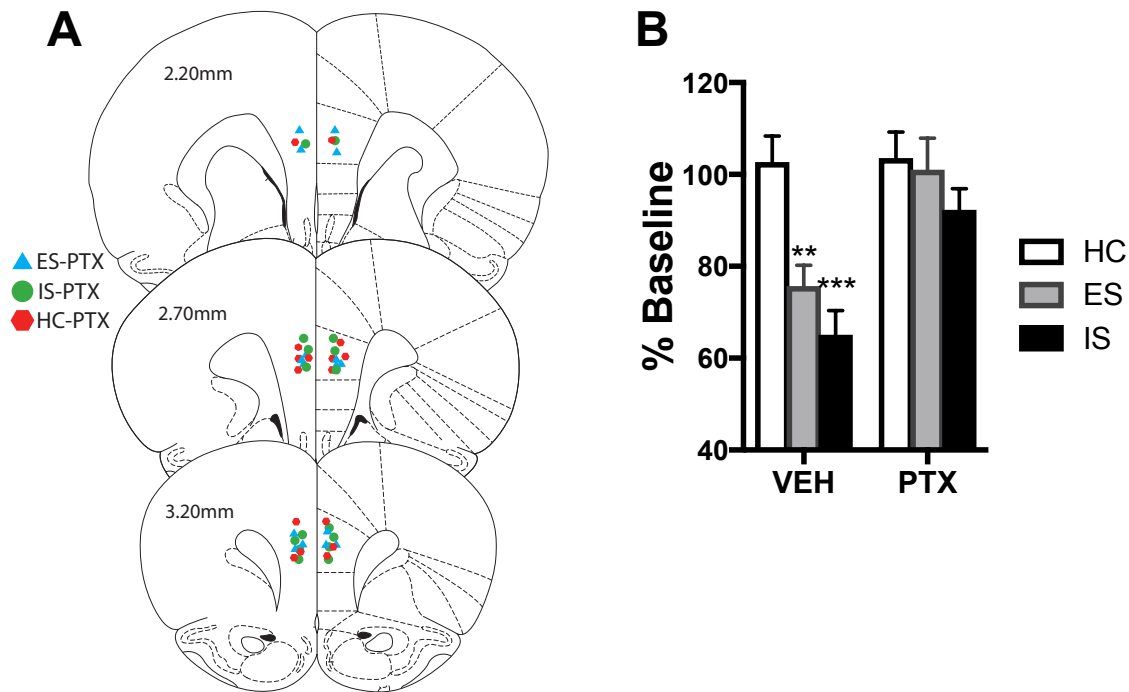 A
2.20mm
ES-PTX
IS-PTX
HC-PTX
2.70mm
3.20mm
B
% Baseline
120
100
80
60
40
**
***
VEH PTX
HC
ES
IS